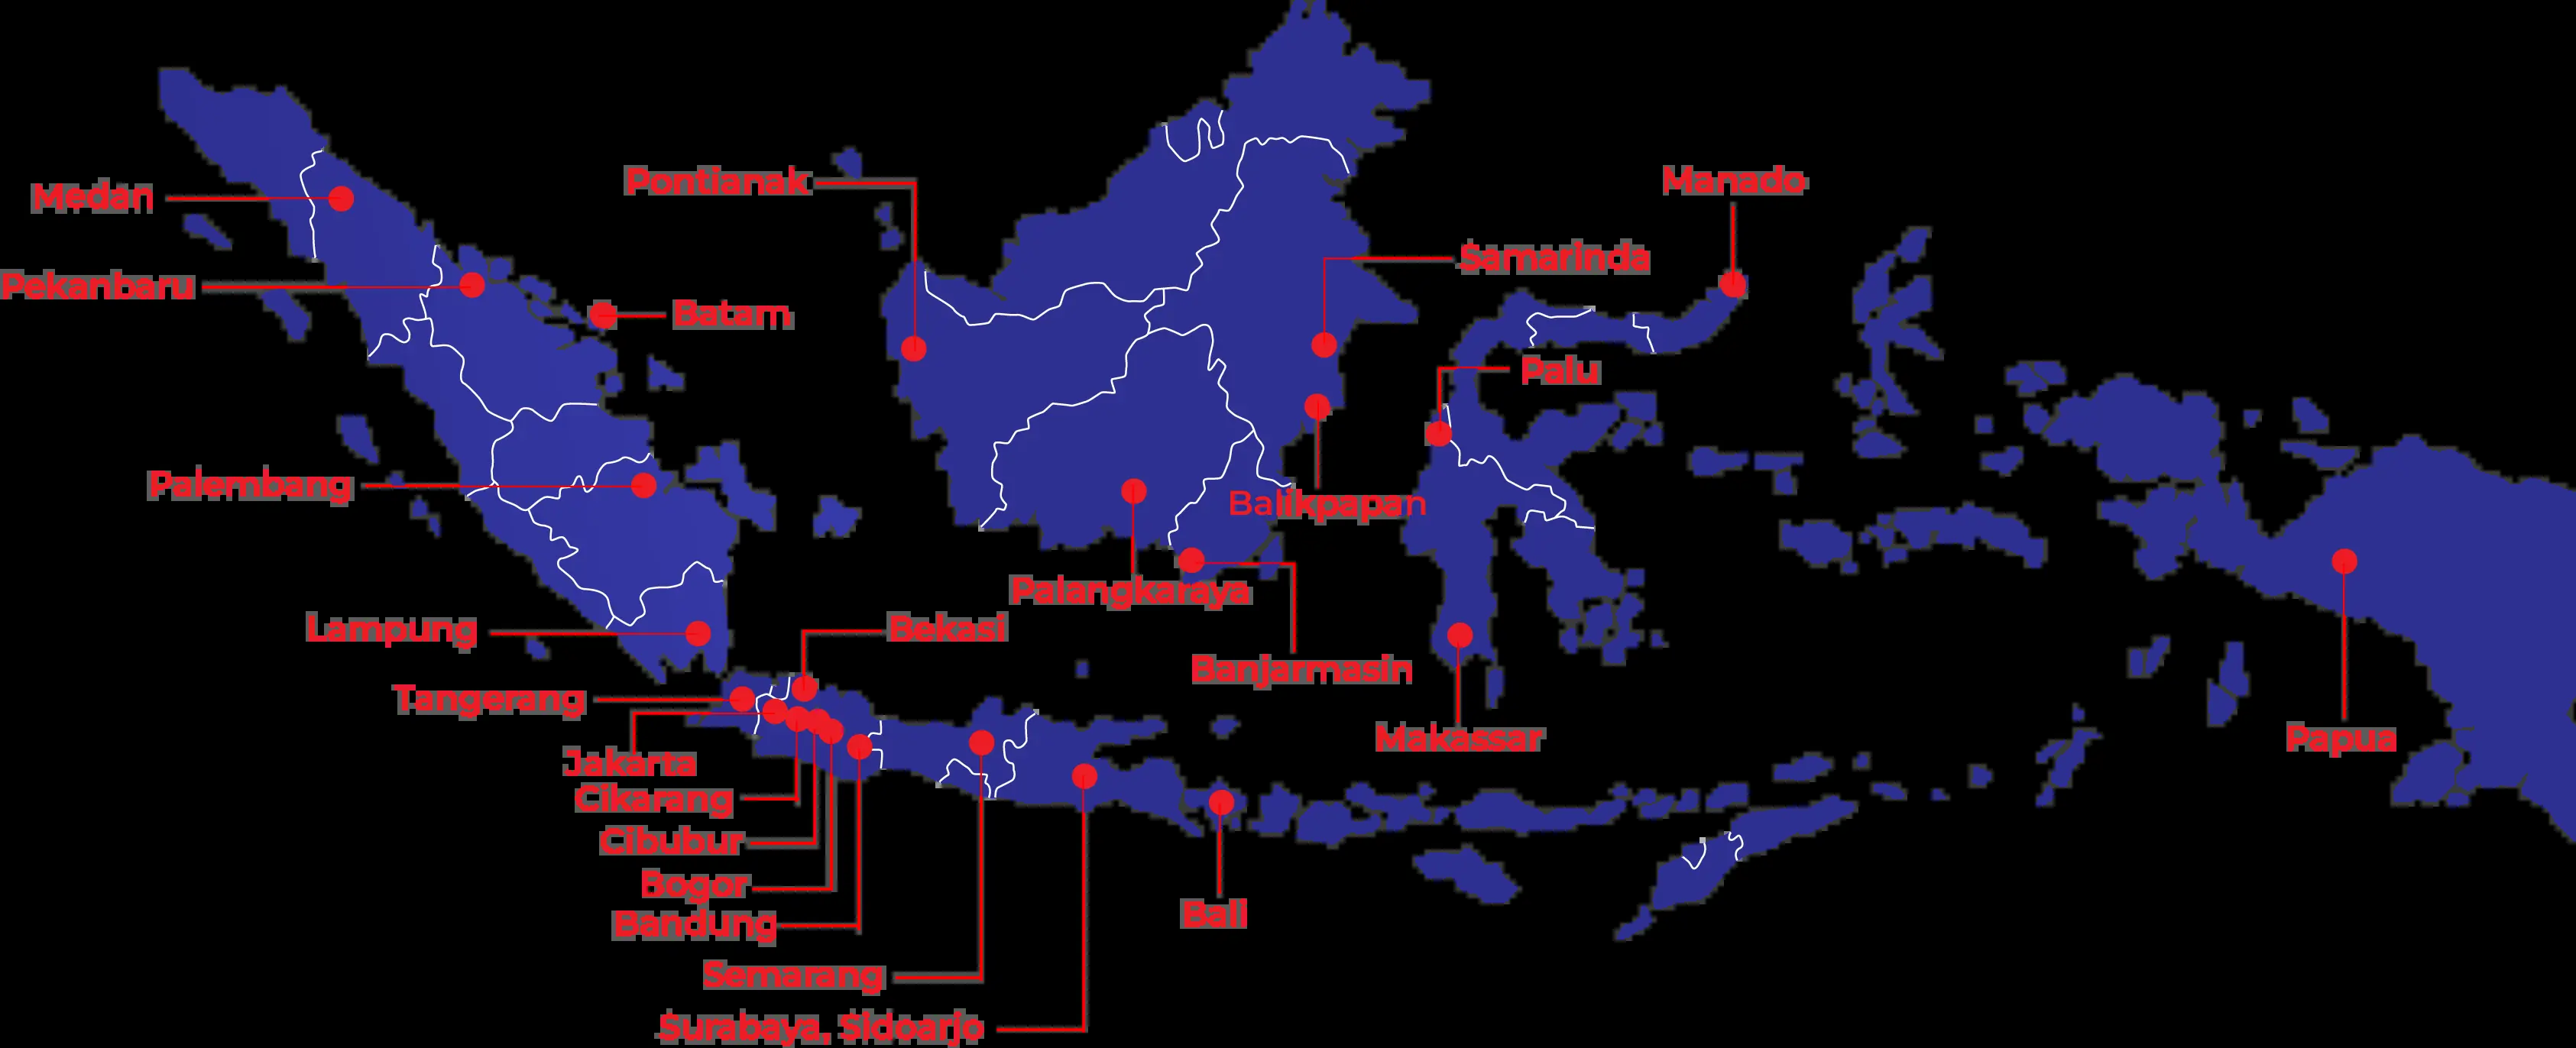 Medan
Pontianak
Manado
Samarinda
Pekanbaru
Batam
Palu
Palembang
Balikpapan
Palangkaraya
Lampung
Bekasi
Banjarmasin
Tangerang
Makassar
Papua
Jakarta
Cikarang
Cibubur
Bogor
Bali
Bandung
Semarang
Surabaya, Sidoarjo